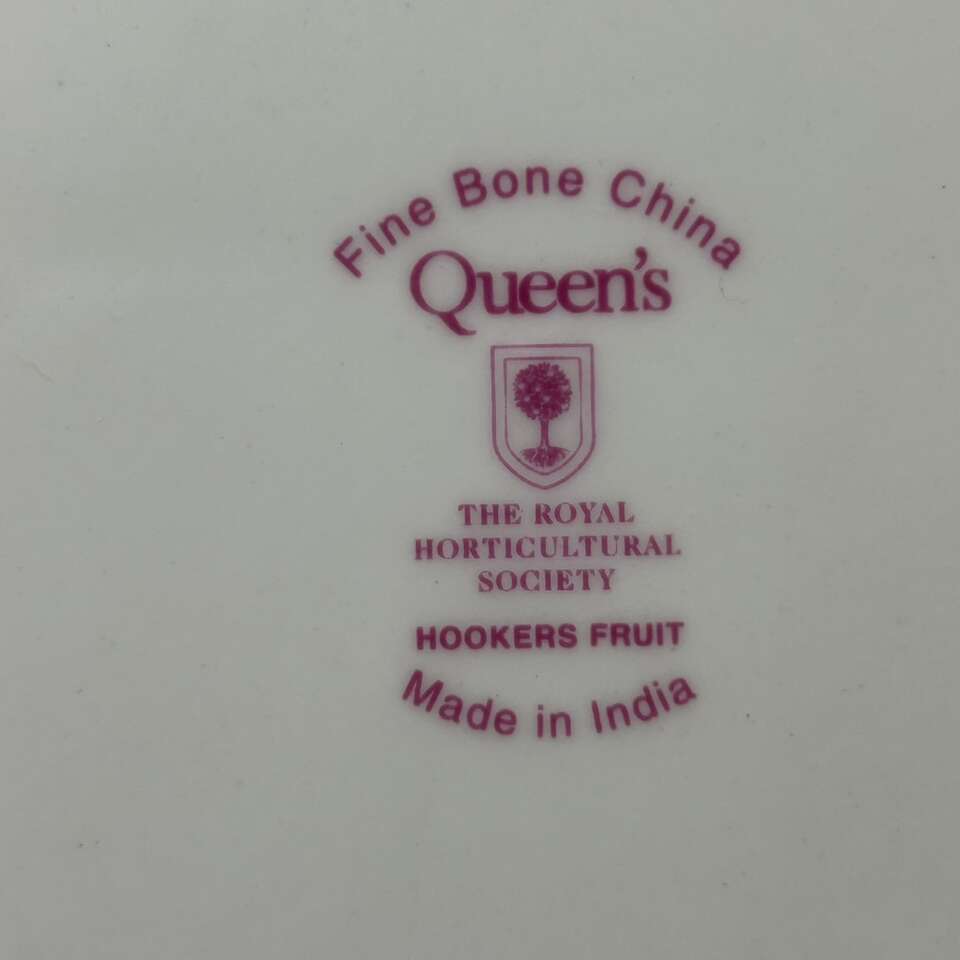 Fine Bone China
Queen's
THE ROYAL
HORTICULTURAL
SOCIETY
HOOKERS FRUIT
Made in India